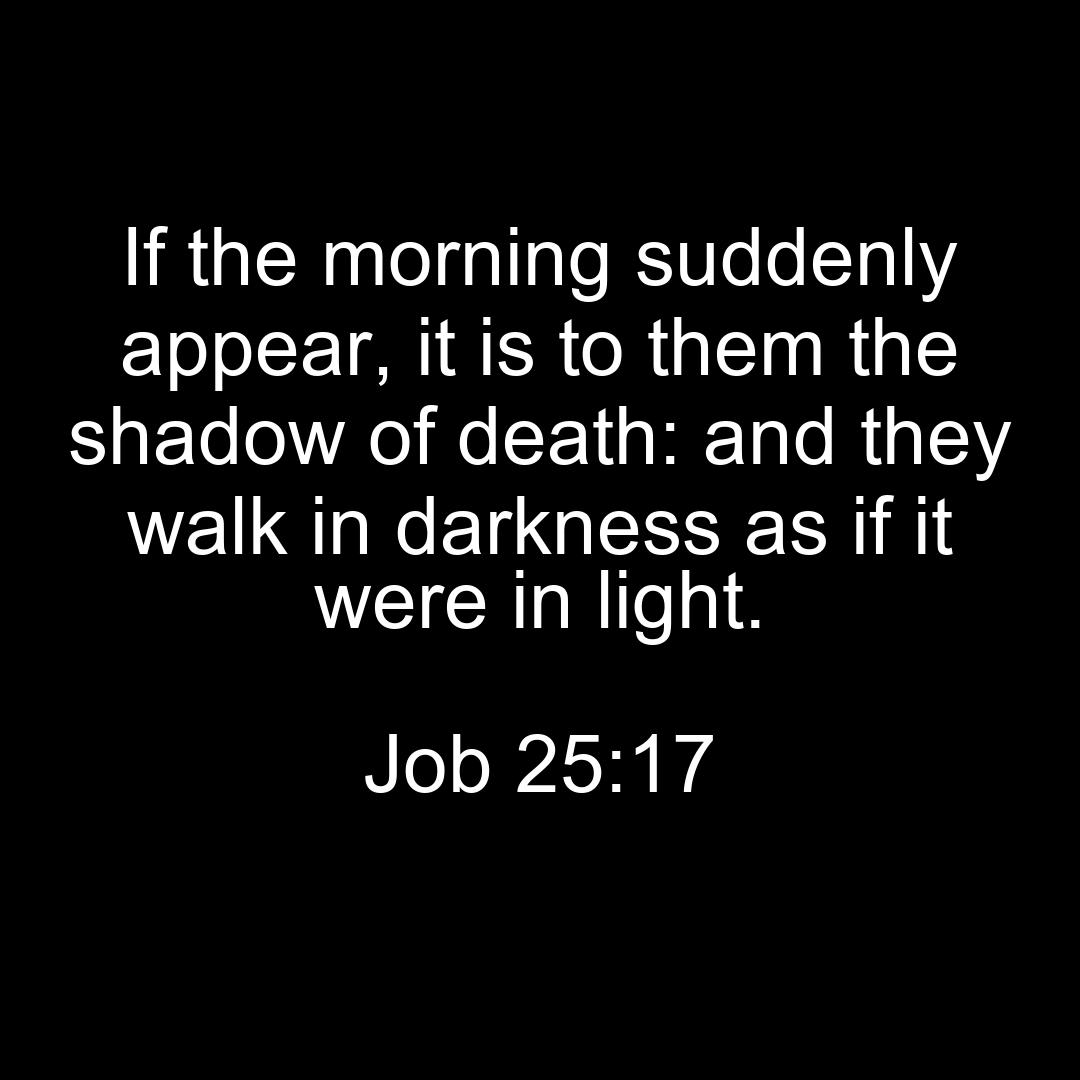 If the morning suddenly
appear, it is to them the
shadow of death: and they
walk in darkness as if it
were in light.
Job 25:17